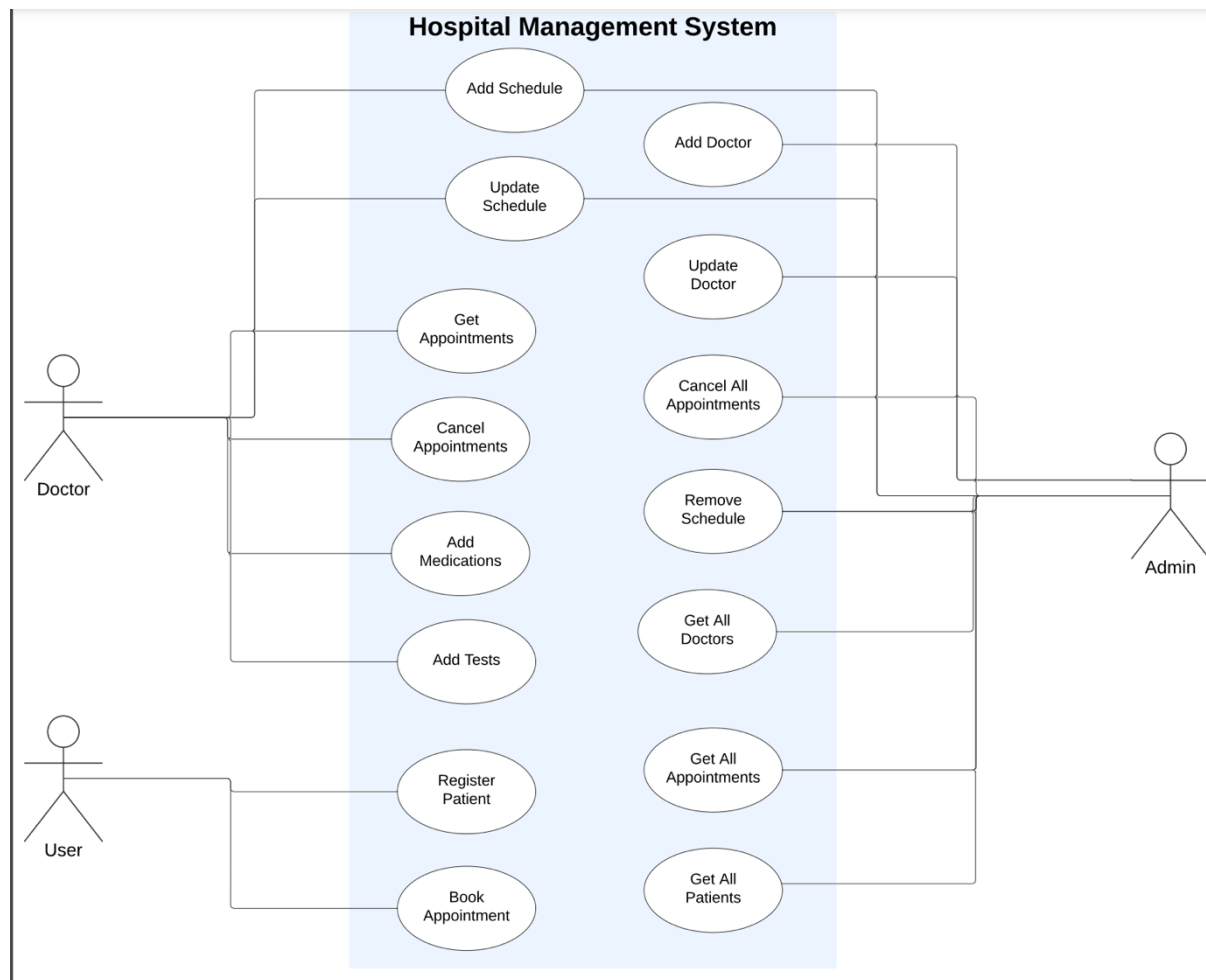 Hospital Management System
Add Schedule
Add Doctor
Update
Schedule
Update
Doctor
Get
Appointments
Cancel All
Appointments
Cancel
Appointments
Doctor
Remove
Schedule
Admin
Add
Medications
Get All
Doctors
Add Tests
Get All
Appointments
Register
Patient
User
Get All
Patients
Book
Appointment